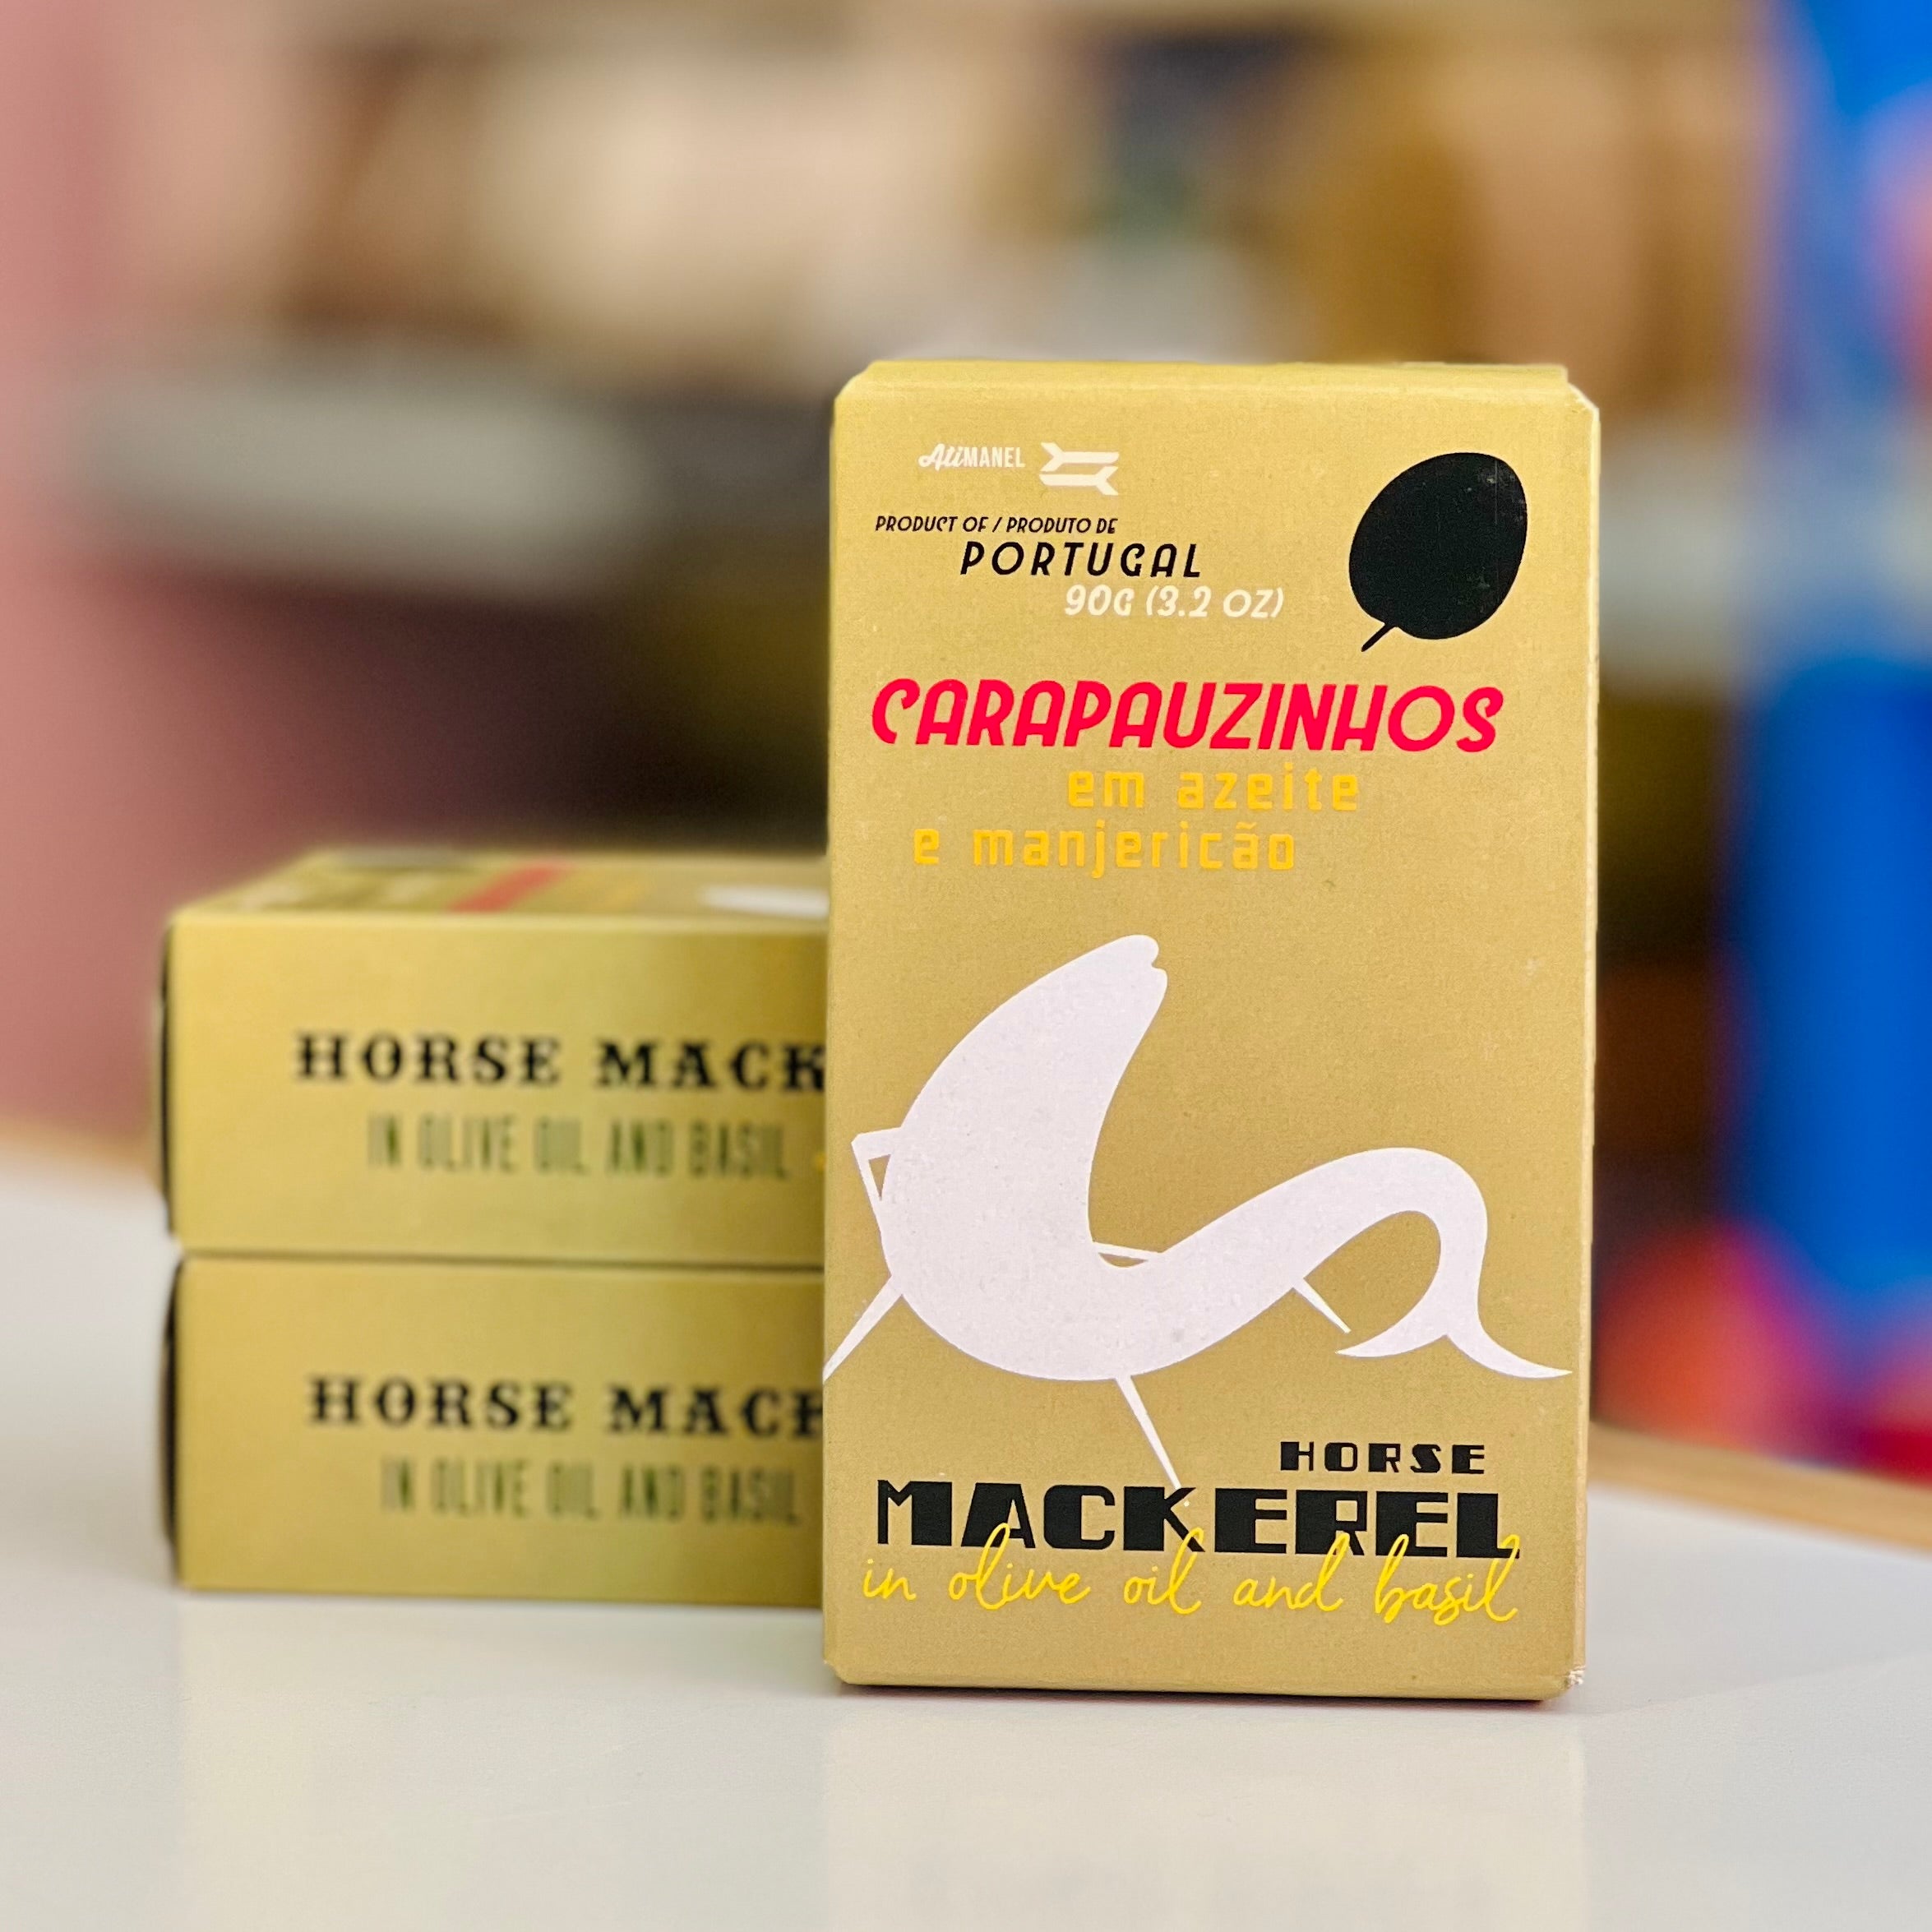 AtiMANEL
PRODUCT OF / PRODUTO DE
PORTUGAL
90G (3.2 OZ)
CARAPAUZINHOS
em azeite
e manjericão
HORSE
MACKEREL
in olive oil and basil
HORSE MACK
IN OLIVE OIL AND BASIL
HORSE MACK
IN OLIVE OIL AND BASIL